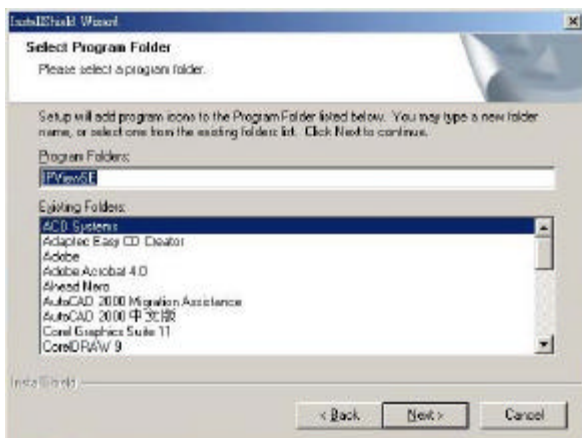 InstallShield Wizard
Select Program Folder
Please select a program folder.
Setup will add program icons to the Program Folder listed below. You may type a new folder
name, or select one from the existing folders list. Click Next to continue.
Program Folders:
IPViewSE
Existing Folders:
ACD Systems
Adaptec Easy CD Creator
Adobe
Adobe Acrobat 4.0
Ahead Nero
AutoCAD 2000 Migration Assistance
AutoCAD 2000 中文版
Corel Graphics Suite 11
CorelDRAW 9
InstallShield
< Back
Next >
Cancel